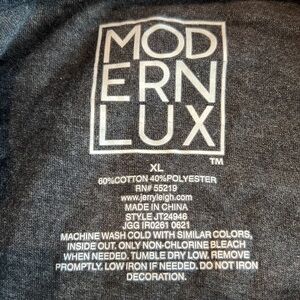 MOD
ERN
LUX
TM
XL
60%COTTON 40%POLYESTER
RN# 55219
www.jerryleigh.com
MADE IN CHINA
STYLE JT24946
JGG IR0261 0621
MACHINE WASH COLD WITH SIMILAR COLORS,
INSIDE OUT. ONLY NON-CHLORINE BLEACH
WHEN NEEDED. TUMBLE DRY LOW. REMOVE
PROMPTLY. LOW IRON IF NEEDED. DO NOT IRON
DECORATION.